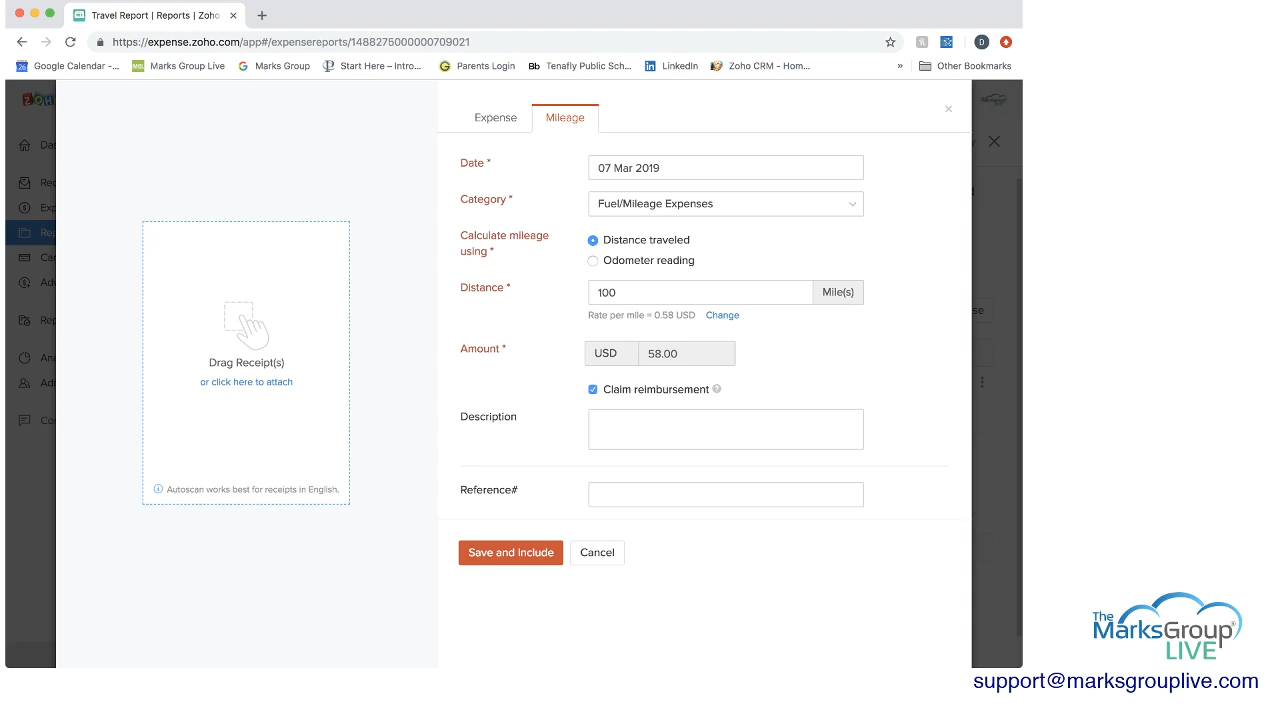 Travel Report | Reports | Zoho
https://expense.zoho.com/app#/expensereports/1488275000000709021
D
26 Google Calendar -...
MGL Marks Group Live
G Marks Group
Start Here – Intro...
G Parents Login
Bb Tenafly Public Sch...
in LinkedIn
Zoho CRM - Hom...
»
Other Bookmarks
Expense
Mileage
Date *
07 Mar 2019
Category *
Fuel/Mileage Expenses
Calculate mileage
using *
Distance traveled
Odometer reading
Distance *
100
Mile(s)
Rate per mile = 0.58 USD Change
Amount *
USD
58.00
Claim reimbursement ?
Description
Reference#
Save and Include
Cancel
Drag Receipt(s)
or click here to attach
Autoscan works best for receipts in English.
The
MarksGroup®
LIVE
support@marksgrouplive.com